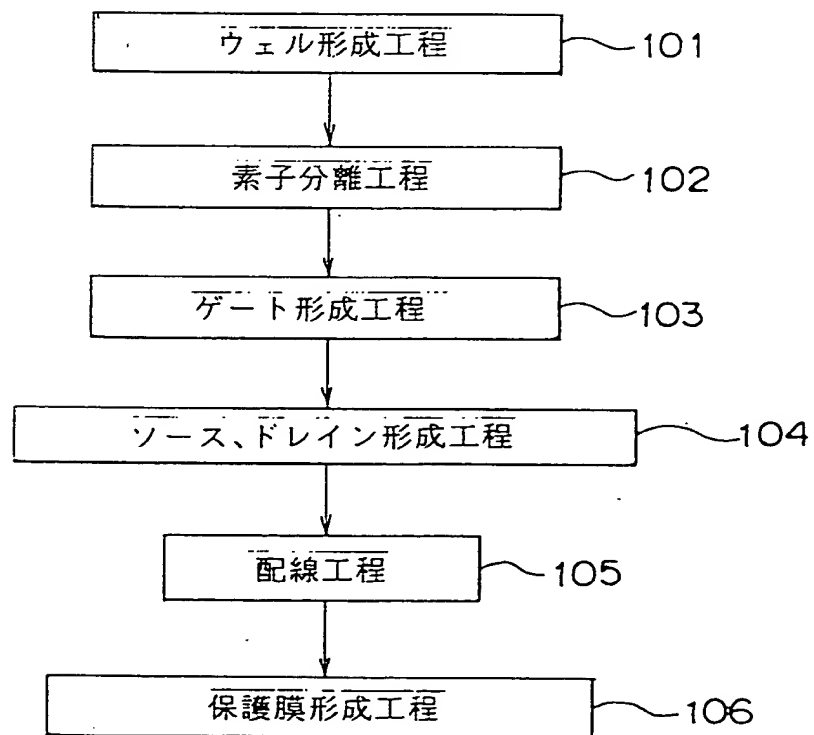 ウェル形成工程 101
素子分離工程 102
ゲート形成工程 103
ソース、ドレイン形成工程 104
配線工程 105
保護膜形成工程 106